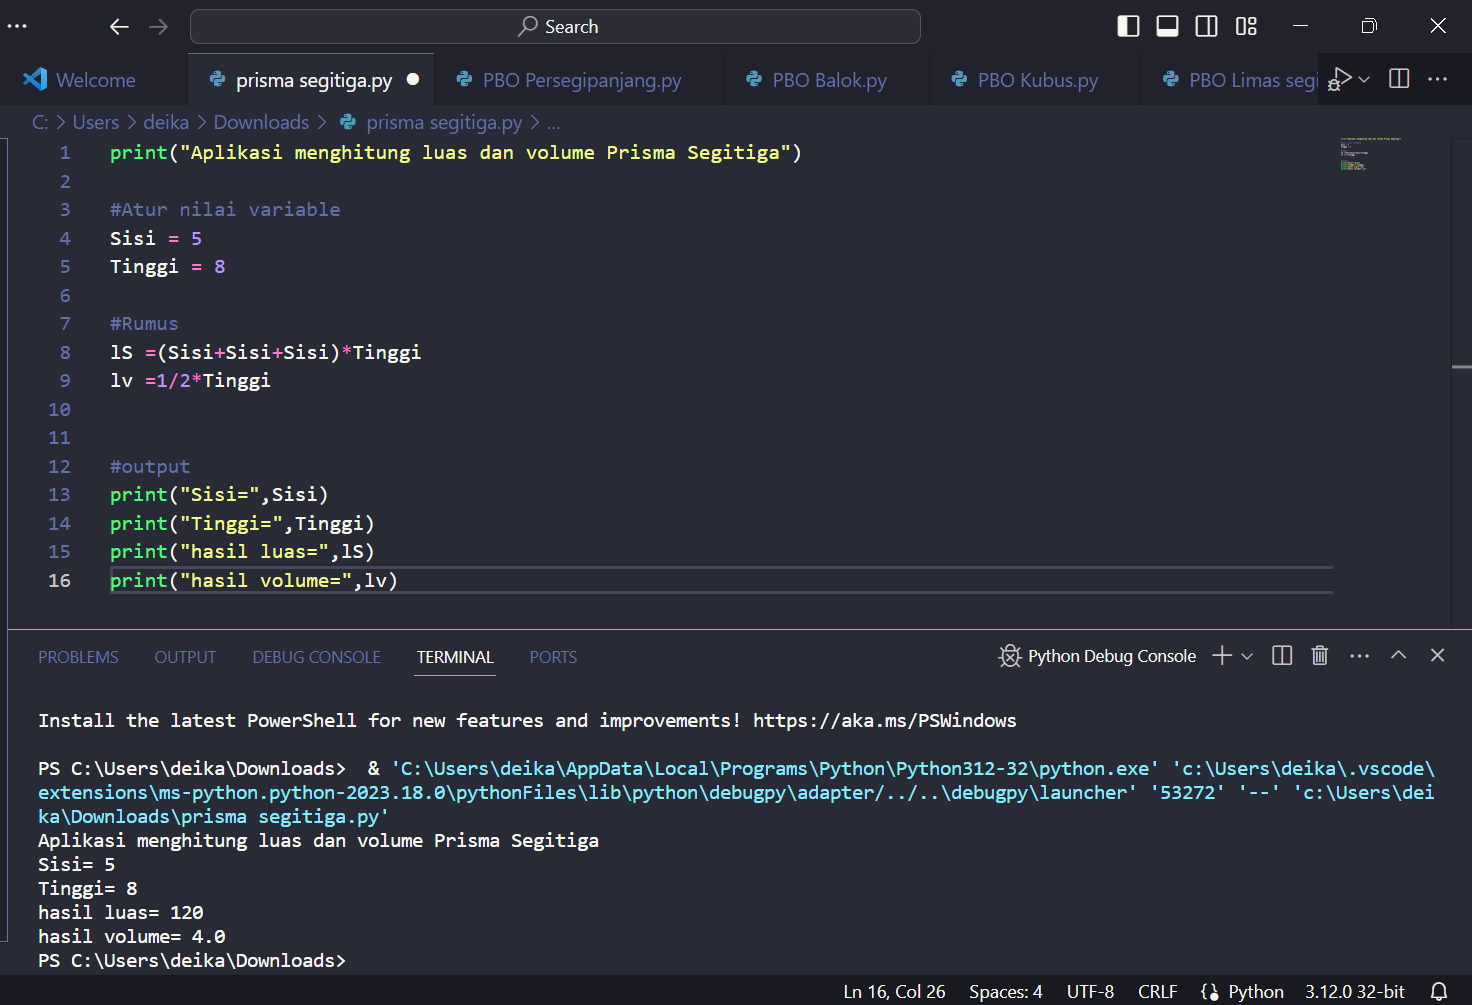 Search
Welcome
prisma segitiga.py
PBO Persegipanjang.py
PBO Balok.py
PBO Kubus.py
PBO Limas segi
C: > Users > deika > Downloads > prisma segitiga.py > ...
1 print("Aplikasi menghitung luas dan volume Prisma Segitiga")
2
3 #Atur nilai variable
4 Sisi = 5
5 Tinggi = 8
6
7 #Rumus
8 lS =(Sisi+Sisi+Sisi)*Tinggi
9 lv =1/2*Tinggi
10
11
12 #output
13 print("Sisi=",Sisi)
14 print("Tinggi=",Tinggi)
15 print("hasil luas=",lS)
16 print("hasil volume=",lv)
PROBLEMS OUTPUT DEBUG CONSOLE TERMINAL PORTS
Python Debug Console
Install the latest PowerShell for new features and improvements! https://aka.ms/PSWindows
PS C:\Users\deika\Downloads>  & 'C:\Users\deika\AppData\Local\Programs\Python\Python312-32\python.exe' 'c:\Users\deika\.vscode\
extensions\ms-python.python-2023.18.0\pythonFiles\lib\python\debugpy\adapter/../..\debugpy\launcher' '53272' '--' 'c:\Users\dei
ka\Downloads\prisma segitiga.py'
Aplikasi menghitung luas dan volume Prisma Segitiga
Sisi= 5
Tinggi= 8
hasil luas= 120
hasil volume= 4.0
PS C:\Users\deika\Downloads>
Ln 16, Col 26 Spaces: 4 UTF-8 CRLF Python 3.12.0 32-bit